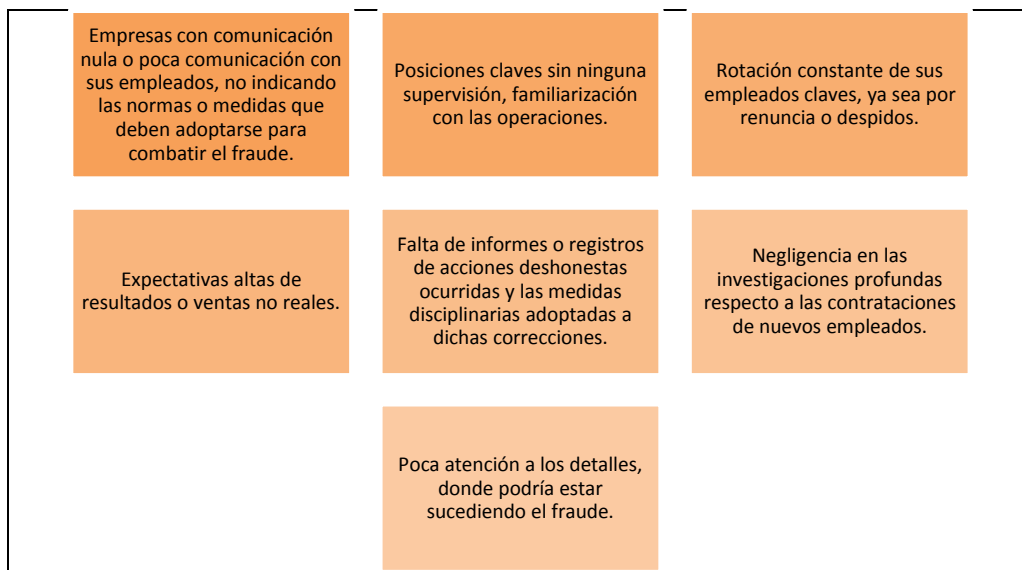 Empresas con comunicación
nula o poca comunicación con
sus empleados, no indicando
las normas o medidas que
deben adoptarse para
combatir el fraude.
Posiciones claves sin ninguna
supervisión, familiarización
con las operaciones.
Rotación constante de sus
empleados claves, ya sea por
renuncia o despidos.
Expectativas altas de
resultados o ventas no reales.
Falta de informes o registros
de acciones deshonestas
ocurridas y las medidas
disciplinarias adoptadas a
dichas correcciones.
Negligencia en las
investigaciones profundas
respecto a las contrataciones
de nuevos empleados.
Poca atención a los detalles,
donde podría estar
sucediendo el fraude.